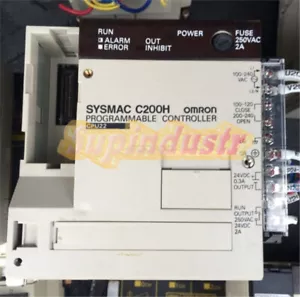 RUN POWER FUSE
ALARM OUT 250VAC
ERROR INHIBIT 2A
100-240
VAC
SYSMAC C200H OMRON
PROGRAMMABLE CONTROLLER
CPU22
100-120
CLOSE
200-240
OPEN
24VDC
0.3A
OUTPUT
RUN
OUTPUT
250VAC
24VDC
2A
Supindustry